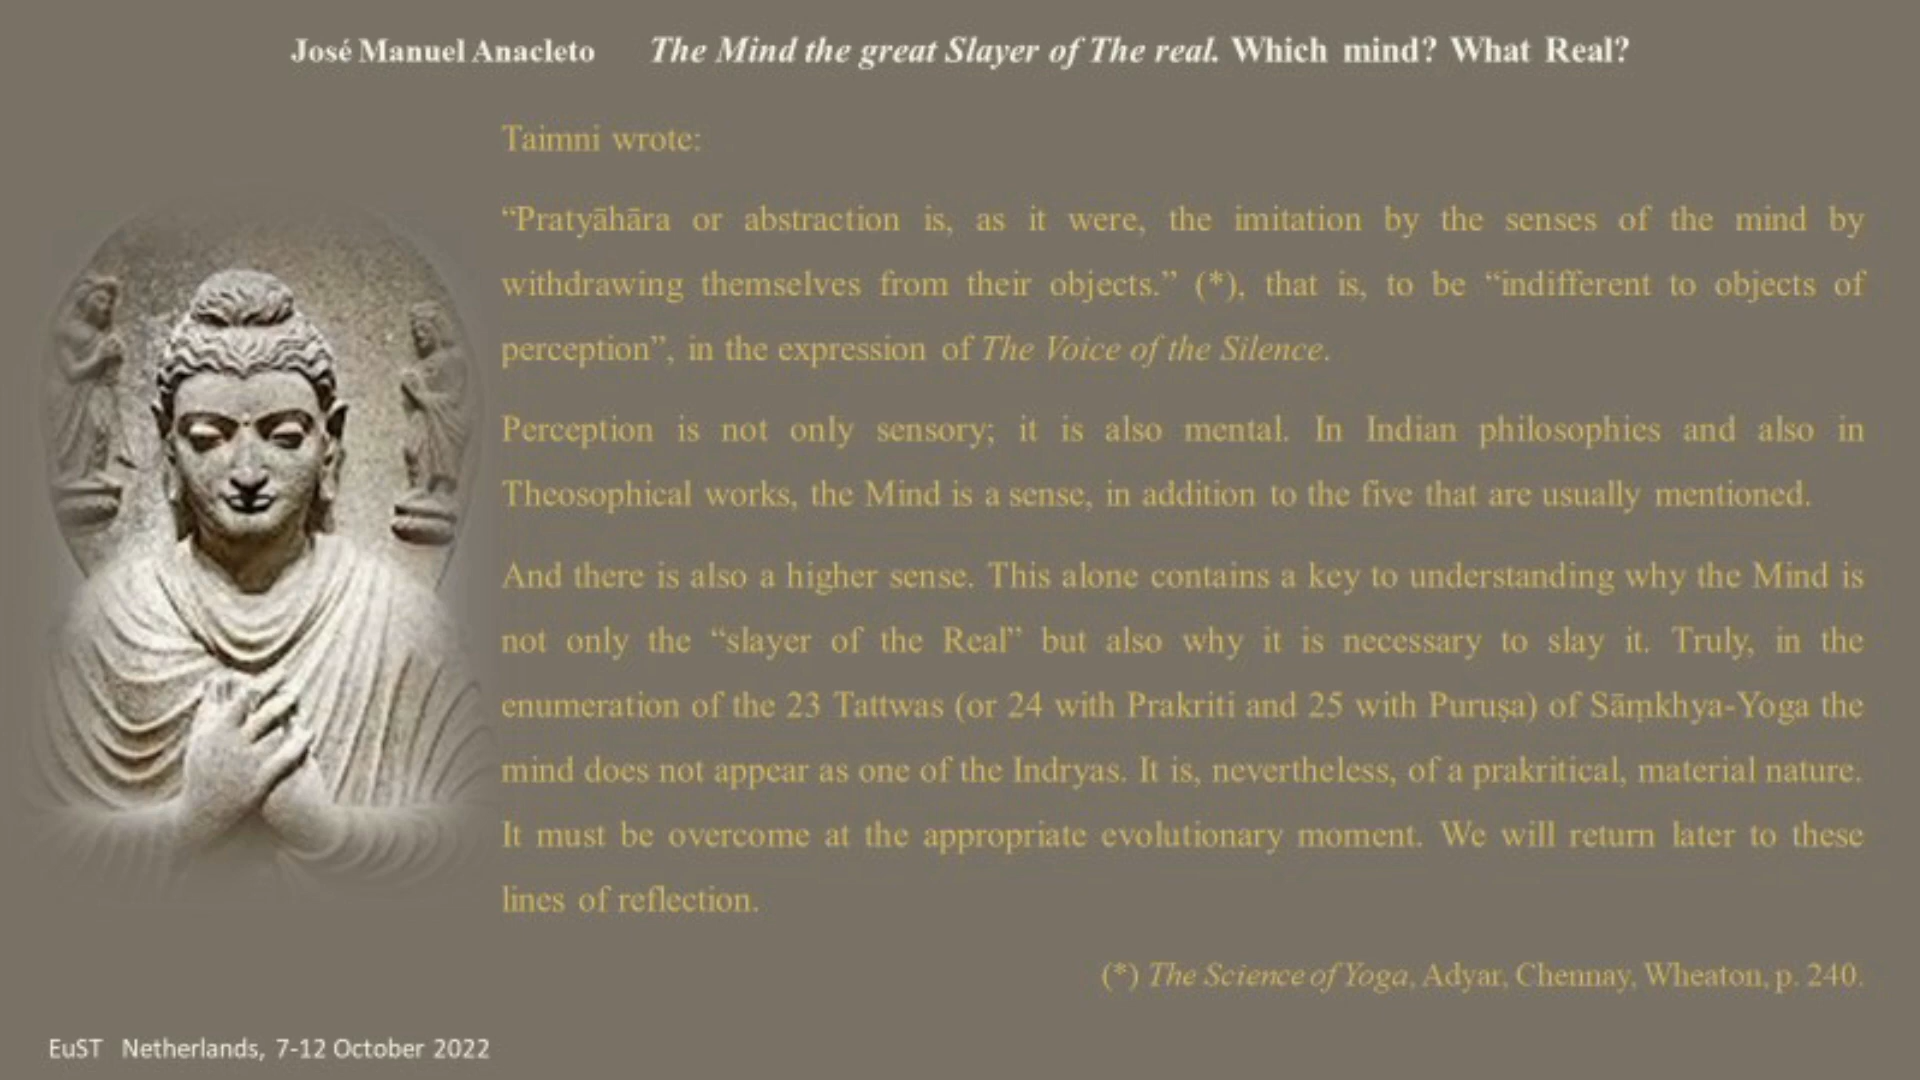 José Manuel Anacleto The Mind the great Slayer of The real. Which mind? What Real?
Taimni wrote:
“Pratyāhāra or abstraction is, as it were, the imitation by the senses of the mind by
withdrawing themselves from their objects.” (*), that is, to be “indifferent to objects of
perception”, in the expression of The Voice of the Silence.
Perception is not only sensory; it is also mental. In Indian philosophies and also in
Theosophical works, the Mind is a sense, in addition to the five that are usually mentioned.
And there is also a higher sense. This alone contains a key to understanding why the Mind is
not only the “slayer of the Real” but also why it is necessary to slay it. Truly, in the
enumeration of the 23 Tattwas (or 24 with Prakriti and 25 with Puruṣa) of Sāṃkhya-Yoga the
mind does not appear as one of the Indryas. It is, nevertheless, of a prakritical, material nature.
It must be overcome at the appropriate evolutionary moment. We will return later to these
lines of reflection.
(*) The Science of Yoga, Adyar, Chennay, Wheaton, p. 240.
EuST Netherlands, 7-12 October 2022